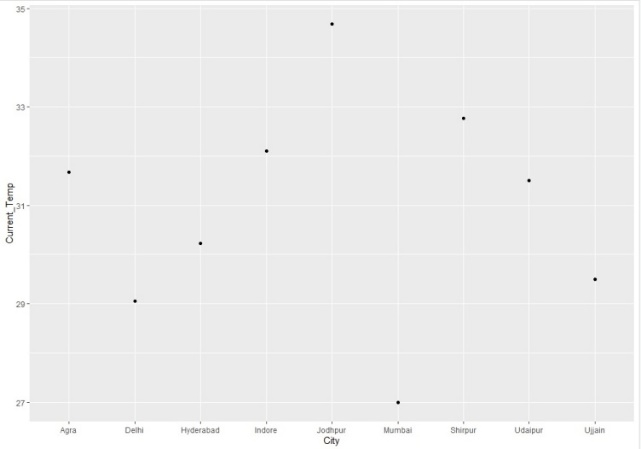 35
33
31
29
27
Current_Temp
Agra Delhi Hyderabad Indore Jodhpur Mumbai Shirpur Udaipur Ujjain
City